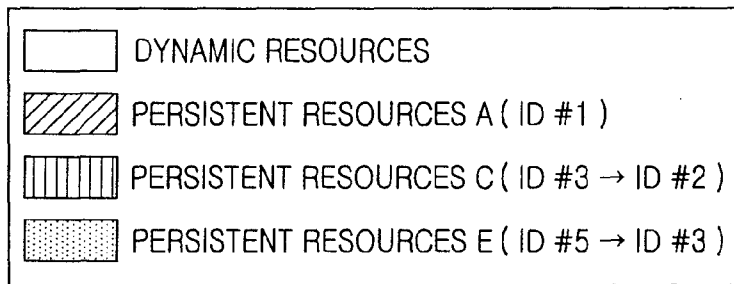 DYNAMIC RESOURCES
PERSISTENT RESOURCES A ( ID #1 )
PERSISTENT RESOURCES C ( ID #3 → ID #2 )
PERSISTENT RESOURCES E ( ID #5 → ID #3 )